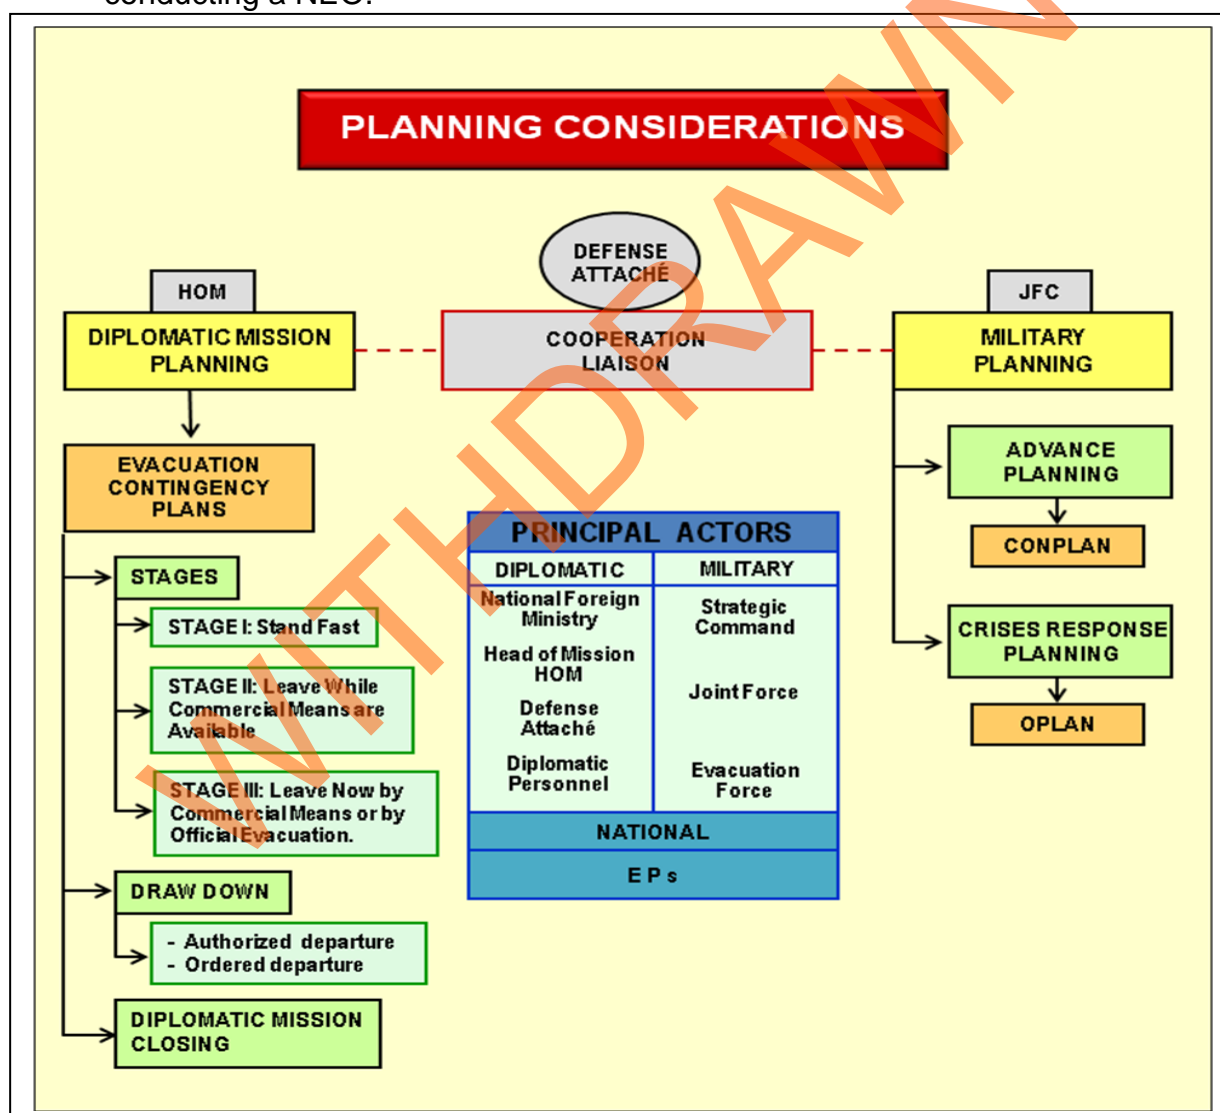 conducting a NEO.
PLANNING CONSIDERATIONS
DEFENSE
ATTACHÉ
HOM
JFC
DIPLOMATIC MISSION
PLANNING
COOPERATION
LIAISON
MILITARY
PLANNING
EVACUATION
CONTINGENCY
PLANS
ADVANCE
PLANNING
CONPLAN
CRISES RESPONSE
PLANNING
OPLAN
STAGES
STAGE I: Stand Fast
STAGE II: Leave While
Commercial Means are
Available
STAGE III: Leave Now by
Commercial Means or by
Official Evacuation.
DRAW DOWN
- Authorized departure
- Ordered departure
DIPLOMATIC MISSION
CLOSING
PRINCIPAL ACTORS
DIPLOMATIC
MILITARY
National Foreign
Ministry
Head of Mission
HOM
Defense
Attaché
Diplomatic
Personnel
Strategic
Command
Joint Force
Evacuation
Force
NATIONAL
E P s
WITHDRAWN